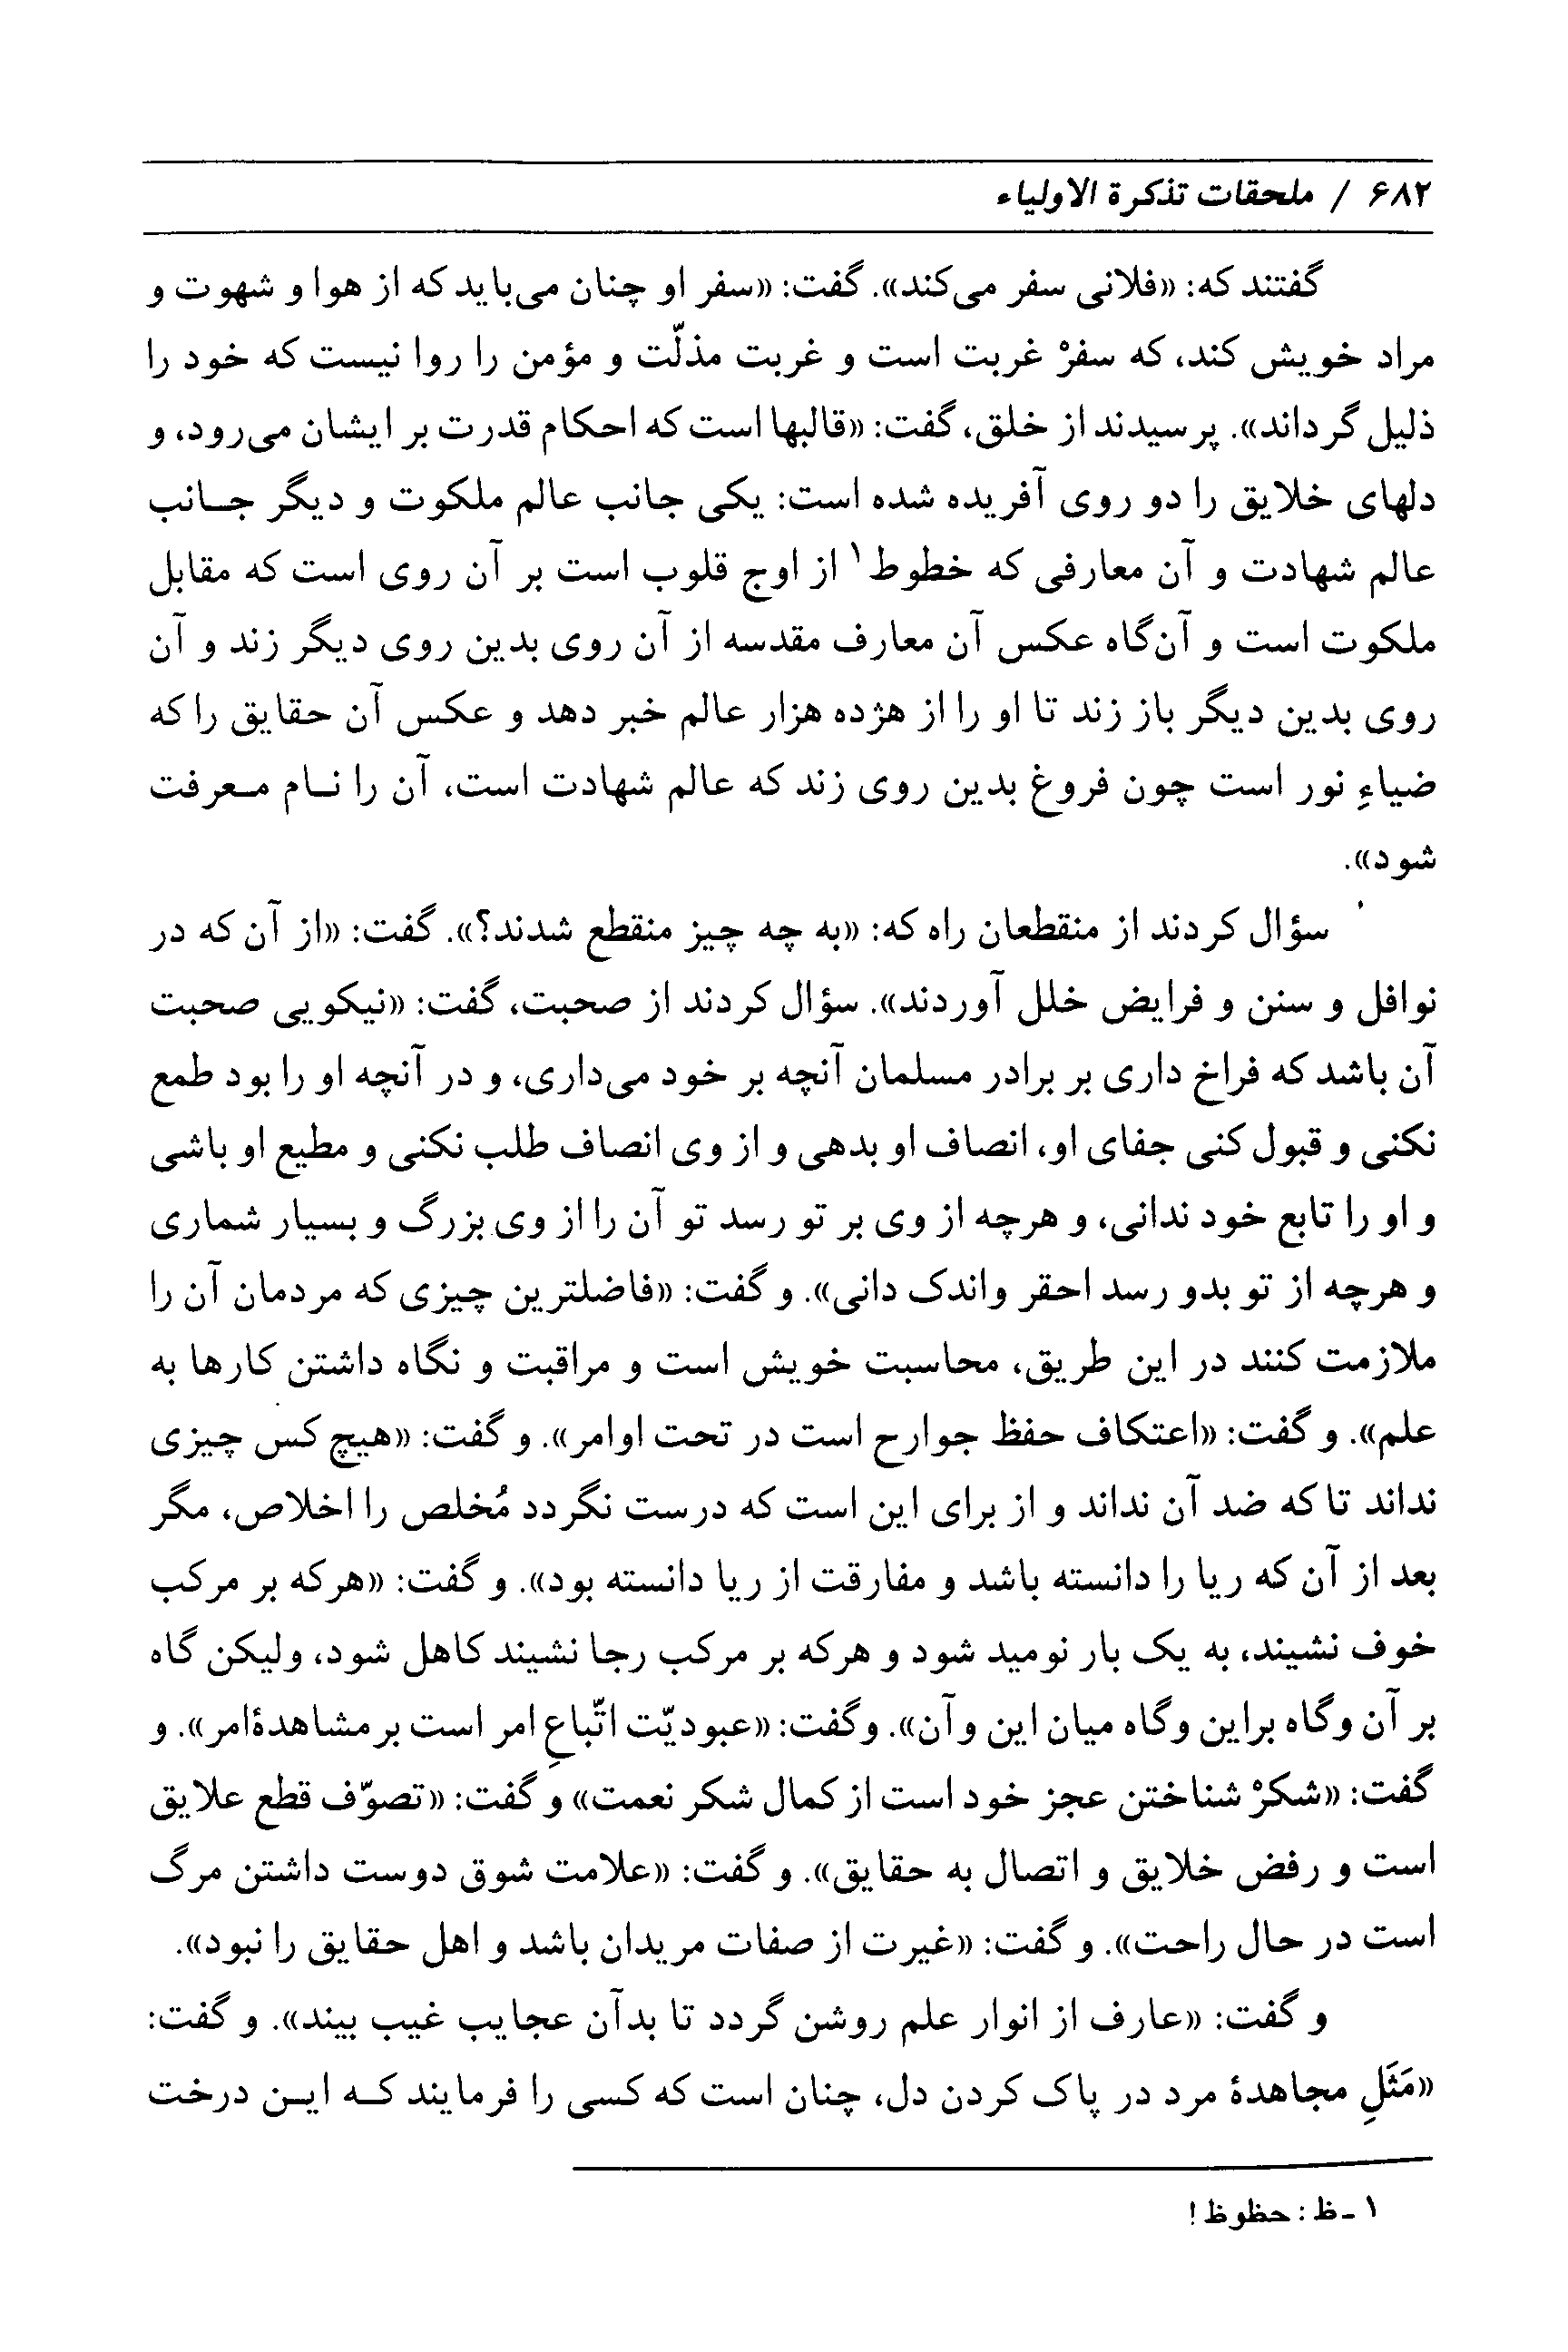 ۶۸۲ / ملحقات تذکرة الاولیاء
گفتند که: «فلانی سفر می‌کند». گفت: «سفر او چنان می‌باید که از هوا و شهوت و
مراد خویش کند، که سفرْ غربت است و غربت مذلّت و مؤمن را روا نیست که خود را
ذلیل گرداند». پرسیدند از خلق، گفت: «قالبها است که احکام قدرت بر ایشان می‌رود، و
دلهای خلایق را دو روی آفریده شده است: یکی جانب عالم ملکوت و دیگر جـانب
عالم شهادت و آن معارفی که خطوط۱ از اوج قلوب است بر آن روی است که مقابل
ملکوت است و آن‌گاه عکس آن معارف مقدسه از آن روی بدین روی دیگر زند و آن
روی بدین دیگر باز زند تا او را از هژده هزار عالم خبر دهد و عکس آن حقایق را که
ضیاءِ نور است چون فروغ بدین روی زند که عالم شهادت است، آن را نـام مـعرفت
شود».
سؤال کردند از منقطعان راه که: «به چه چیز منقطع شدند؟». گفت: «از آن که در
نوافل و سنن و فرایض خلل آوردند». سؤال کردند از صحبت، گفت: «نیکویی صحبت
آن باشد که فراخ داری بر برادر مسلمان آنچه بر خود می‌داری، و در آنچه او را بود طمع
نکنی و قبول کنی جفای او، انصاف او بدهی و از وی انصاف طلب نکنی و مطیع او باشی
و او را تابع خود ندانی، و هرچه از وی بر تو رسد تو آن را از وی بزرگ و بسیار شماری
و هرچه از تو بدو رسد احقر واندک دانی». و گفت: «فاضلترین چیزی که مردمان آن را
ملازمت کنند در این طریق، محاسبت خویش است و مراقبت و نگاه داشتن کارها به
علم». و گفت: «اعتکاف حفظ جوارح است در تحت اوامر». و گفت: «هیچ کس چیزی
نداند تا که ضد آن نداند و از برای این است که درست نگردد مُخلص را اخلاص، مگر
بعد از آن که ریا را دانسته باشد و مفارقت از ریا دانسته بود». و گفت: «هرکه بر مرکب
خوف نشیند، به یک بار نومید شود و هرکه بر مرکب رجا نشیند کاهل شود، ولیکن گاه
بر آن وگاه براین وگاه میان این وآن». وگفت: «عبودیّت اتّباعِ امر است برمشاهدهٔ امر». و
گفت: «شکرْ شناختن عجز خود است از کمال شکر نعمت» و گفت: «تصوّف قطع علایق
است و رفض خلایق و اتصال به حقایق». و گفت: «علامت شوق دوست داشتن مرگ
است در حال راحت». و گفت: «غیرت از صفات مریدان باشد و اهل حقایق را نبود».
و گفت: «عارف از انوار علم روشن گردد تا بدآن عجایب غیب بیند». و گفت:
«مَثَلِ مجاهدهٔ مرد در پاک کردن دل، چنان است که کسی را فرمایند کـه ایـن درخت
۱ ـ ظ : حظوظ !